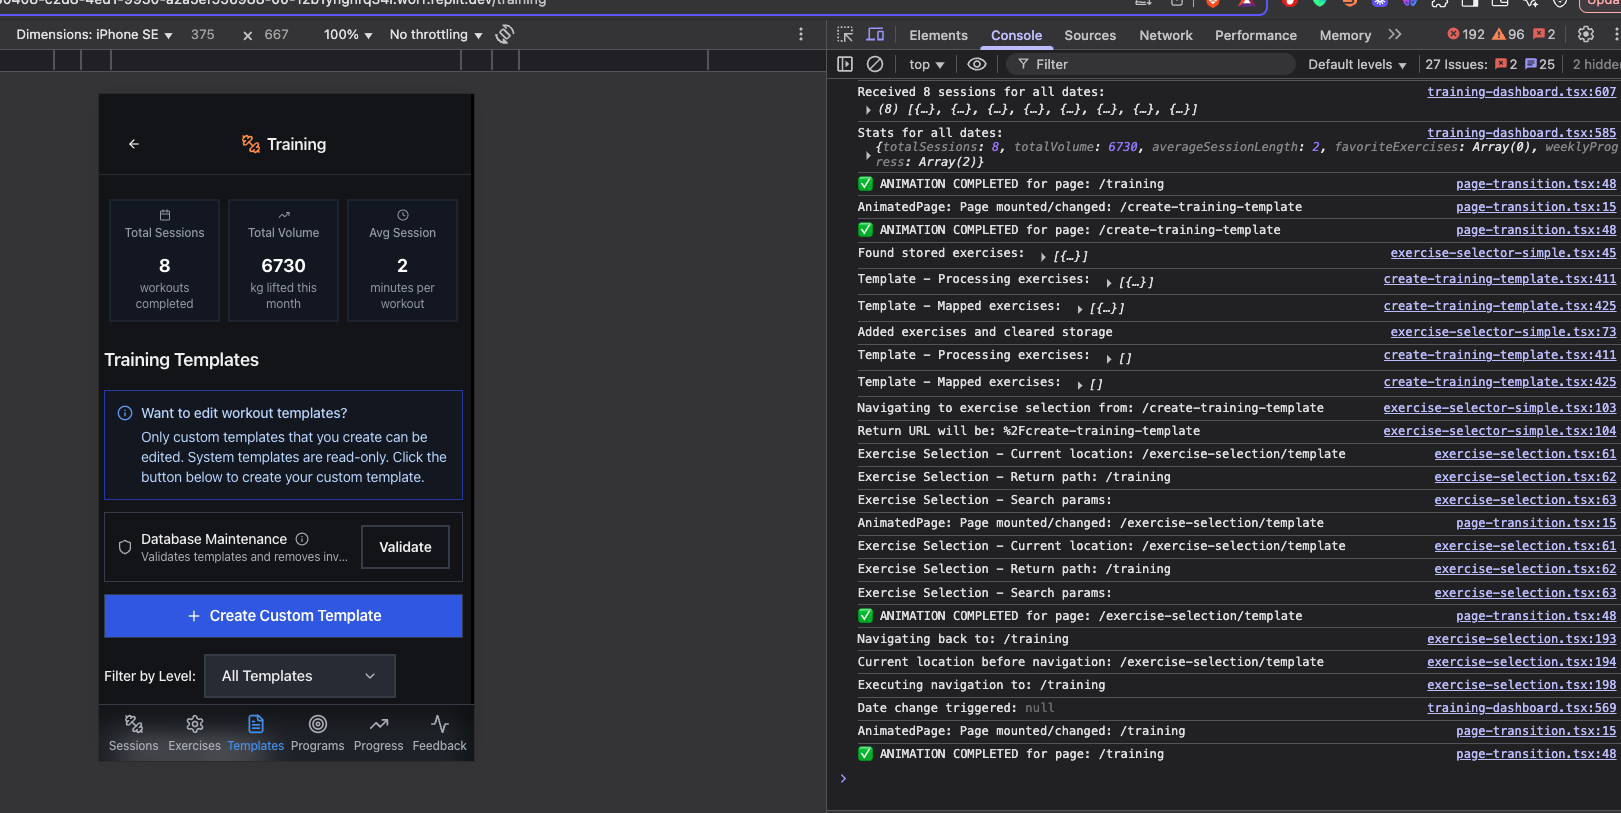 Dimensions: iPhone SE 375 × 667 100% No throttling
Elements Console Sources Network Performance Memory 192 96 2
top Filter Default levels 27 Issues: 2 25 2 hidde
Training
Total Sessions
8
workouts
completed
Total Volume
6730
kg lifted this
month
Avg Session
2
minutes per
workout
Training Templates
Want to edit workout templates?
Only custom templates that you create can be
edited. System templates are read-only. Click the
button below to create your custom template.
Database Maintenance
Validates templates and removes inv...
Validate
+ Create Custom Template
Filter by Level: All Templates
Sessions Exercises Templates Programs Progress Feedback
Received 8 sessions for all dates: training-dashboard.tsx:607
(8) [{…}, {…}, {…}, {…}, {…}, {…}, {…}, {…}]
Stats for all dates: training-dashboard.tsx:585
{totalSessions: 8, totalVolume: 6730, averageSessionLength: 2, favoriteExercises: Array(0), weeklyProg
ress: Array(2)}
✅ ANIMATION COMPLETED for page: /training page-transition.tsx:48
AnimatedPage: Page mounted/changed: /create-training-template page-transition.tsx:15
✅ ANIMATION COMPLETED for page: /create-training-template page-transition.tsx:48
Found stored exercises: [{…}] exercise-selector-simple.tsx:45
Template - Processing exercises: [{…}] create-training-template.tsx:411
Template - Mapped exercises: [{…}] create-training-template.tsx:425
Added exercises and cleared storage exercise-selector-simple.tsx:73
Template - Processing exercises: [] create-training-template.tsx:411
Template - Mapped exercises: [] create-training-template.tsx:425
Navigating to exercise selection from: /create-training-template exercise-selector-simple.tsx:103
Return URL will be: %2Fcreate-training-template exercise-selector-simple.tsx:104
Exercise Selection - Current location: /exercise-selection/template exercise-selection.tsx:61
Exercise Selection - Return path: /training exercise-selection.tsx:62
Exercise Selection - Search params: exercise-selection.tsx:63
AnimatedPage: Page mounted/changed: /exercise-selection/template page-transition.tsx:15
Exercise Selection - Current location: /exercise-selection/template exercise-selection.tsx:61
Exercise Selection - Return path: /training exercise-selection.tsx:62
Exercise Selection - Search params: exercise-selection.tsx:63
✅ ANIMATION COMPLETED for page: /exercise-selection/template page-transition.tsx:48
Navigating back to: /training exercise-selection.tsx:193
Current location before navigation: /exercise-selection/template exercise-selection.tsx:194
Executing navigation to: /training exercise-selection.tsx:198
Date change triggered: null training-dashboard.tsx:569
AnimatedPage: Page mounted/changed: /training page-transition.tsx:15
✅ ANIMATION COMPLETED for page: /training page-transition.tsx:48